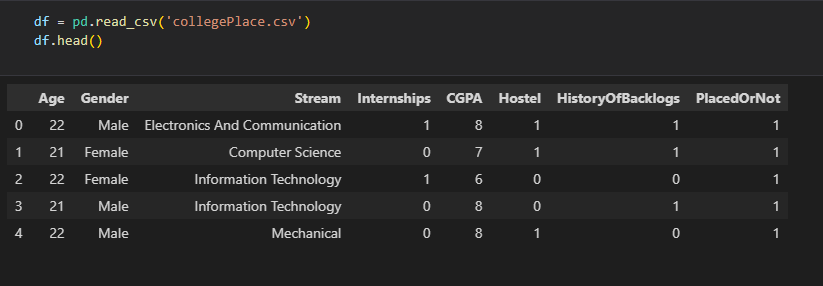 df = pd.read_csv('collegePlace.csv')
df.head()
Age Gender Stream Internships CGPA Hostel HistoryOfBacklogs PlacedOrNot
0 22 Male Electronics And Communication 1 8 1 1 1
1 21 Female Computer Science 0 7 1 1 1
2 22 Female Information Technology 1 6 0 0 1
3 21 Male Information Technology 0 8 0 1 1
4 22 Male Mechanical 0 8 1 0 1